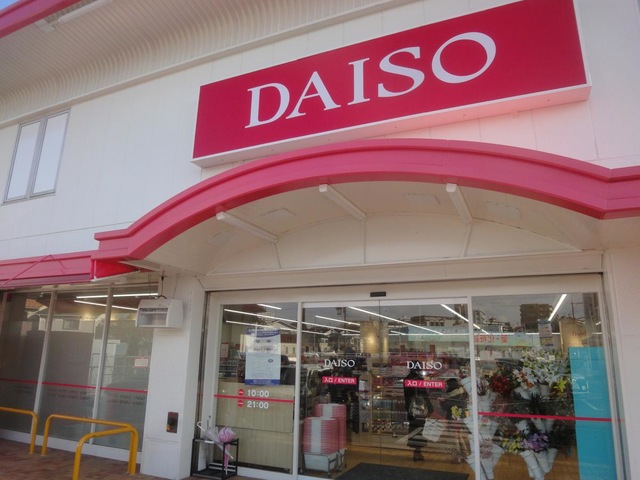 DAISO
DAISO
入口 / ENTER
DAISO
入口 / ENTER
10:00
21:00